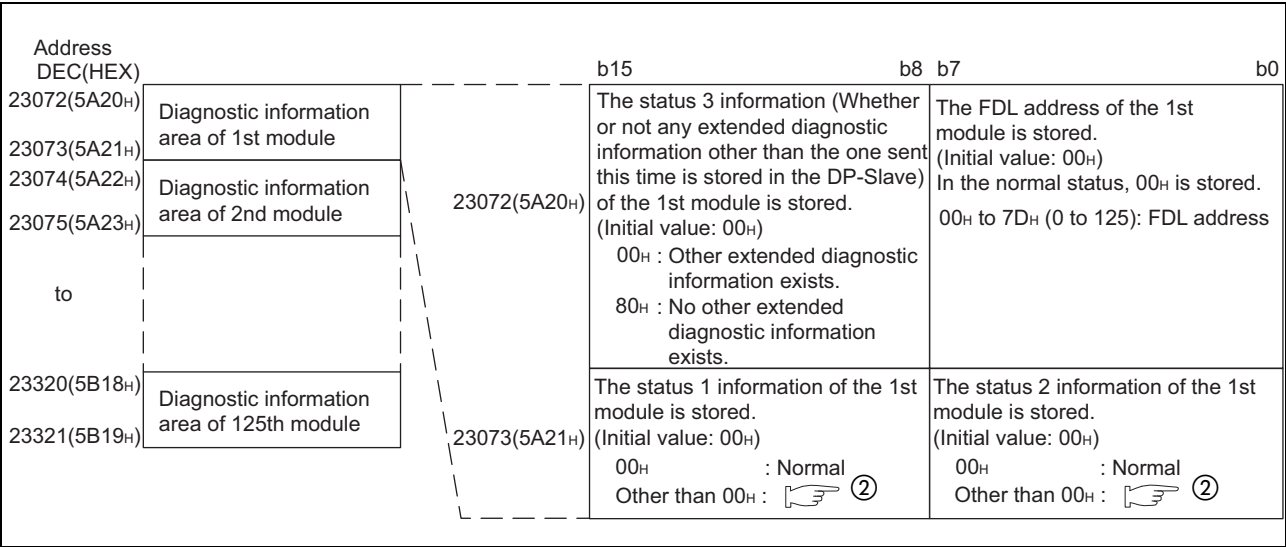 Address
DEC(HEX)
23072(5A20H)
23073(5A21H)
Diagnostic information
area of 1st module
23074(5A22H)
23075(5A23H)
Diagnostic information
area of 2nd module
to
23320(5B18H)
23321(5B19H)
Diagnostic information
area of 125th module
b15 b8 b7 b0
23072(5A20H)
The status 3 information (Whether
or not any extended diagnostic
information other than the one sent
this time is stored in the DP-Slave)
of the 1st module is stored.
(Initial value: 00H)
00H : Other extended diagnostic
information exists.
80H : No other extended
diagnostic information
exists.
The FDL address of the 1st
module is stored.
(Initial value: 00H)
In the normal status, 00H is stored.
00H to 7DH (0 to 125): FDL address
23073(5A21H)
The status 1 information of the 1st
module is stored.
(Initial value: 00H)
00H : Normal
Other than 00H : ②
The status 2 information of the 1st
module is stored.
(Initial value: 00H)
00H : Normal
Other than 00H : ②